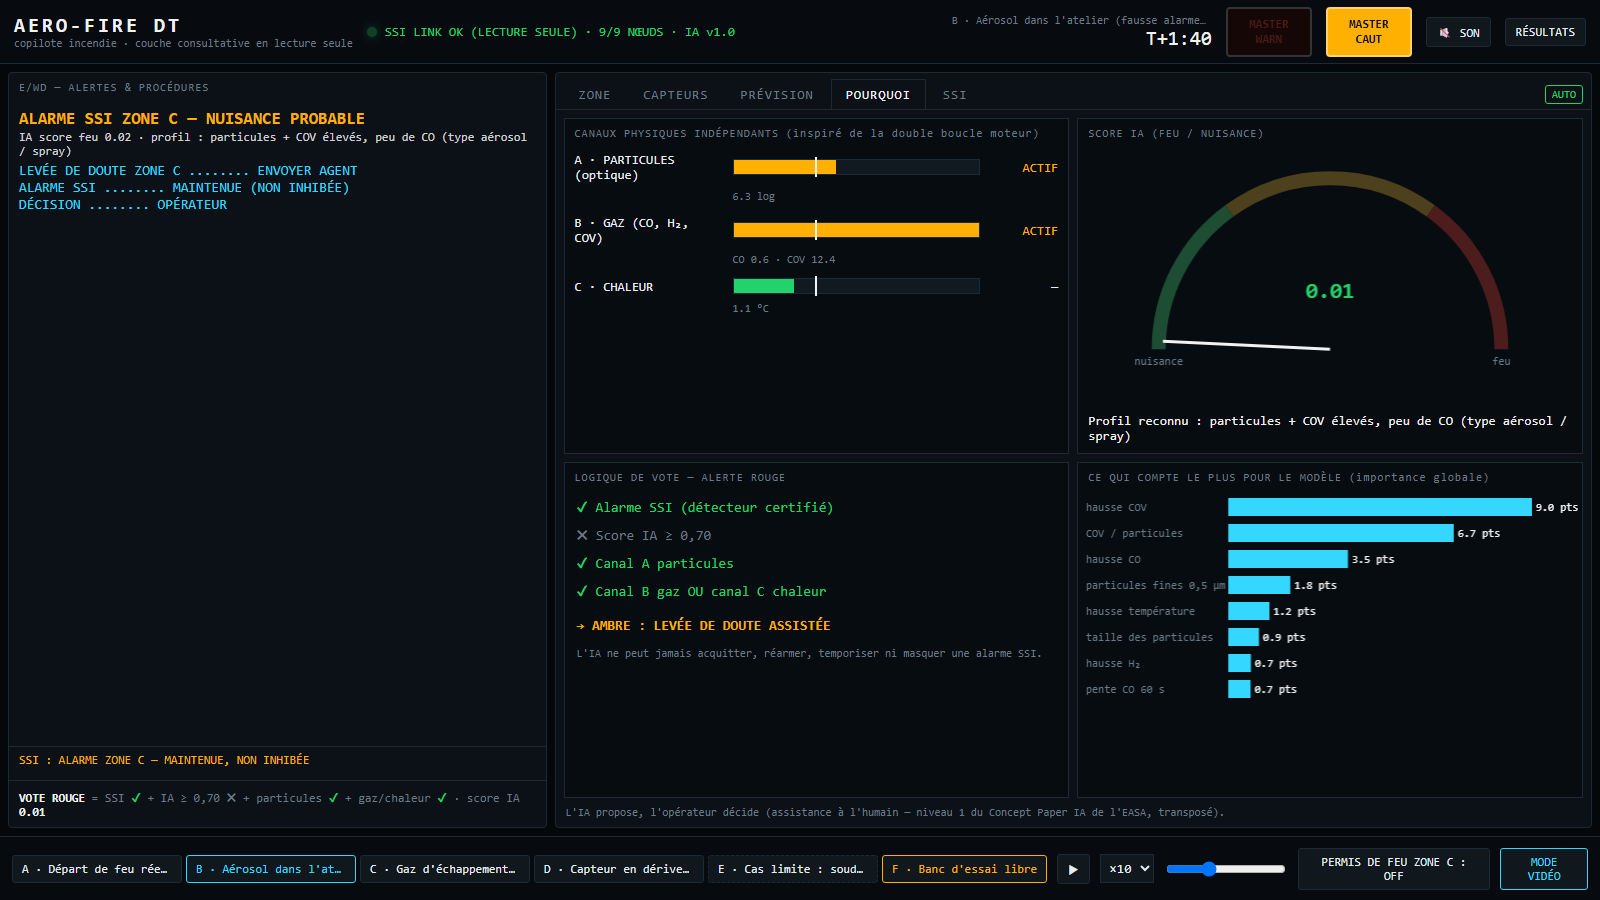 AERO-FIRE DT
copilote incendie · couche consultative en lecture seule
SSI LINK OK (LECTURE SEULE) · 9/9 NŒUDS · IA v1.0
B · Aérosol dans l'atelier (fausse alarme…
T+1:40
MASTER
WARN
MASTER
CAUT
SON
RÉSULTATS
E/WD — ALERTES & PROCÉDURES
ALARME SSI ZONE C — NUISANCE PROBABLE
IA score feu 0.02 · profil : particules + COV élevés, peu de CO (type aérosol
/ spray)
LEVÉE DE DOUTE ZONE C ........ ENVOYER AGENT
ALARME SSI ........ MAINTENUE (NON INHIBÉE)
DÉCISION ........ OPÉRATEUR
SSI : ALARME ZONE C — MAINTENUE, NON INHIBÉE
VOTE ROUGE = SSI ✓ + IA ≥ 0,70 ✕ + particules ✓ + gaz/chaleur ✓ · score IA
0.01
ZONE
CAPTEURS
PRÉVISION
POURQUOI
SSI
AUTO
CANAUX PHYSIQUES INDÉPENDANTS (inspiré de la double boucle moteur)
A · PARTICULES
(optique)
ACTIF
6.3 log
B · GAZ (CO, H₂,
COV)
ACTIF
CO 0.6 · COV 12.4
C · CHALEUR
—
1.1 °C
SCORE IA (FEU / NUISANCE)
0.01
nuisance
feu
Profil reconnu : particules + COV élevés, peu de CO (type aérosol /
spray)
LOGIQUE DE VOTE — ALERTE ROUGE
✓ Alarme SSI (détecteur certifié)
✕ Score IA ≥ 0,70
✓ Canal A particules
✓ Canal B gaz OU canal C chaleur
→ AMBRE : LEVÉE DE DOUTE ASSISTÉE
L'IA ne peut jamais acquitter, réarmer, temporiser ni masquer une alarme SSI.
CE QUI COMPTE LE PLUS POUR LE MODÈLE (importance globale)
hausse COV 9.0 pts
COV / particules 6.7 pts
hausse CO 3.5 pts
particules fines 0,5 µm 1.8 pts
hausse température 1.2 pts
taille des particules 0.9 pts
hausse H₂ 0.7 pts
pente CO 60 s 0.7 pts
L'IA propose, l'opérateur décide (assistance à l'humain — niveau 1 du Concept Paper IA de l'EASA, transposé).
A · Départ de feu rée…
B · Aérosol dans l'at…
C · Gaz d'échappement…
D · Capteur en dérive…
E · Cas limite : soud…
F · Banc d'essai libre
x10
PERMIS DE FEU ZONE C :
OFF
MODE
VIDÉO